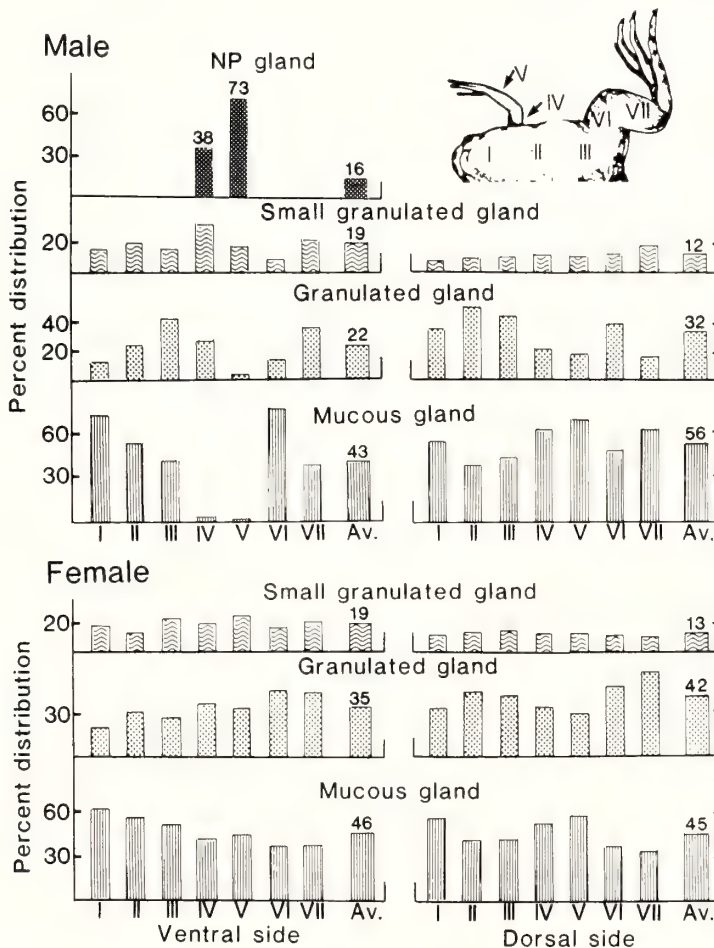 Male
NP gland
73
60
38
30
16
V
IV
VI
VII
I II III
Small granulated gland
20
19
12
Granulated gland
40
20
22
32
Mucous gland
60
30
43
56
I II III IV V VI VII Av.
I II III IV V VI VII Av.
Percent distribution
Female
Small granulated gland
20
19
13
Granulated gland
30
35
42
Mucous gland
60
30
46
45
I II III IV V VI VII Av.
I II III IV V VI VII Av.
Ventral side
Dorsal side
Percent distribution